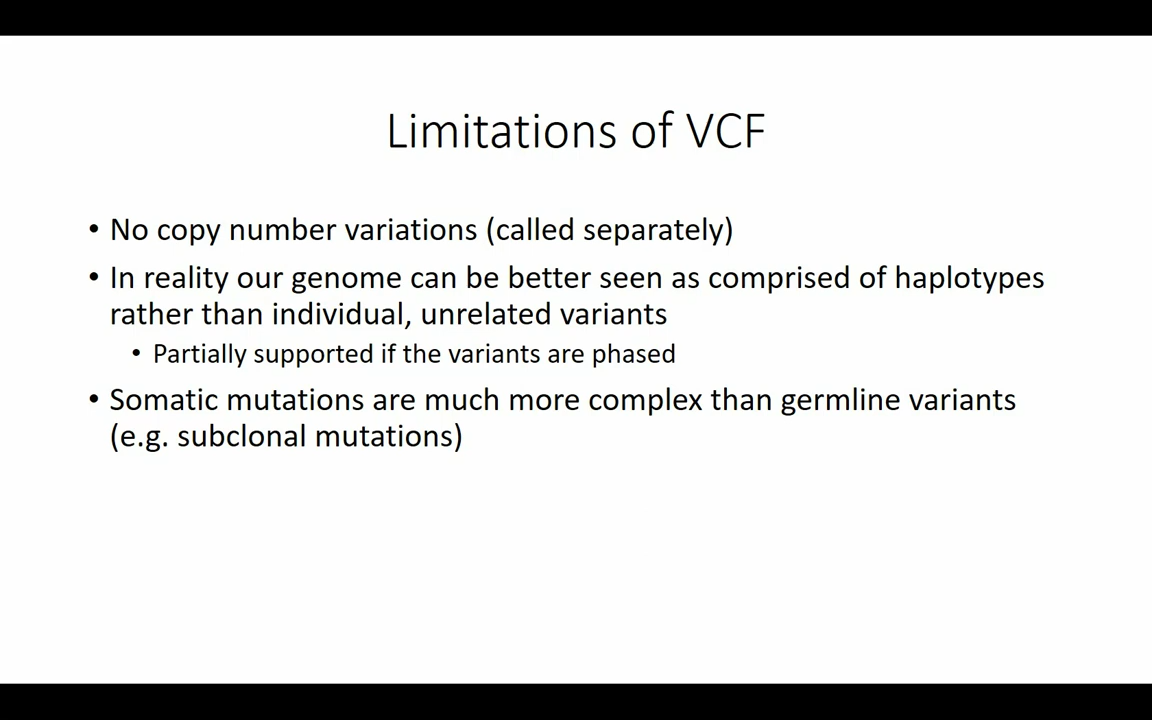 Limitations of VCF
• No copy number variations (called separately)
• In reality our genome can be better seen as comprised of haplotypes
rather than individual, unrelated variants
• Partially supported if the variants are phased
• Somatic mutations are much more complex than germline variants
(e.g. subclonal mutations)